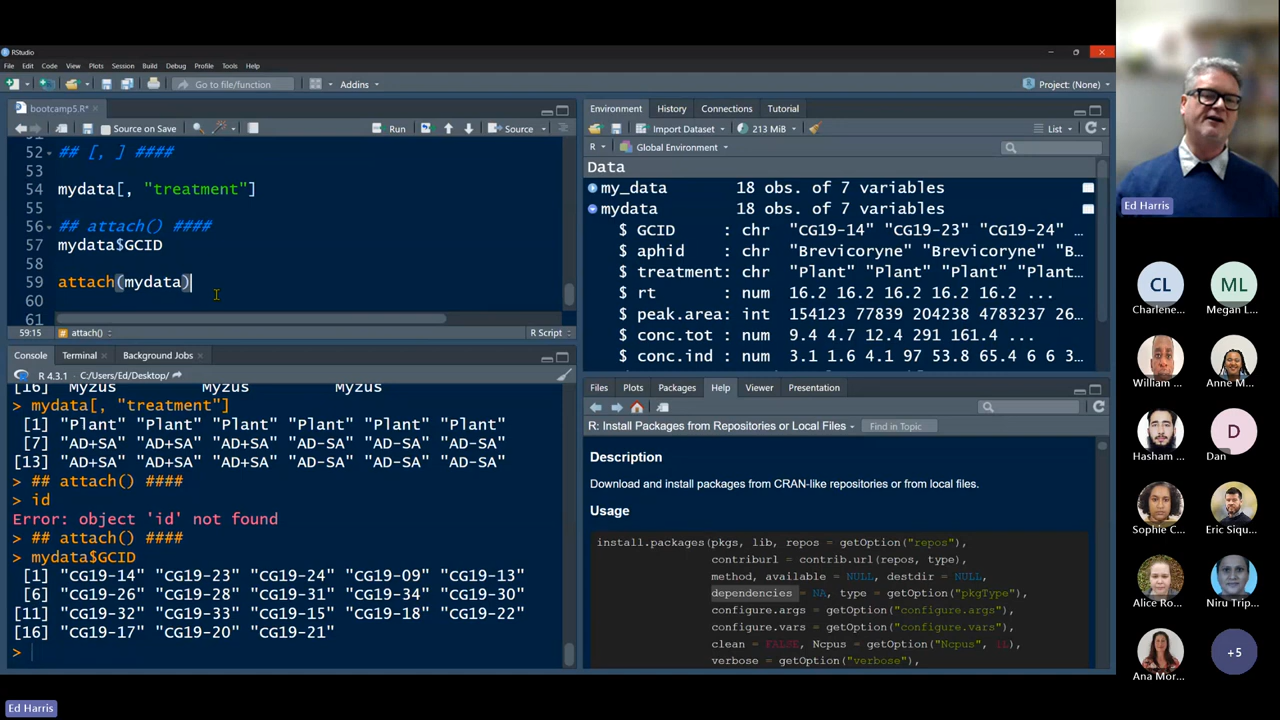 RStudio
File Edit Code View Plots Session Build Debug Profile Tools Help
Go to file/function
Addins
Project: (None)
bootcamp5.R*
Source on Save
Run
Source
51
52 ## [, ] ####
53
54 mydata[, "treatment"]
55
56 ## attach() ####
57 mydata$GCID
58
59 attach(mydata)
60
61
59:15 attach()
R Script
Console Terminal Background Jobs
R 4.3.1 · C:/Users/Ed/Desktop/
[16] "Myzus" "Myzus" "Myzus"
> mydata[, "treatment"]
[1] "Plant" "Plant" "Plant" "Plant" "Plant" "Plant"
[7] "AD+SA" "AD+SA" "AD+SA" "AD+SA" "AD+SA" "AD+SA"
[13] "AD+SA" "AD+SA" "AD-SA" "AD-SA" "AD-SA" "AD-SA"
> ## attach() ####
> id
Error: object 'id' not found
> ## attach() ####
> mydata$GCID
[1] "CG19-14" "CG19-23" "CG19-24" "CG19-09" "CG19-13"
[6] "CG19-26" "CG19-28" "CG19-31" "CG19-34" "CG19-30"
[11] "CG19-32" "CG19-33" "CG19-15" "CG19-18" "CG19-22"
[16] "CG19-17" "CG19-20" "CG19-21"
>
Environment History Connections Tutorial
Import Dataset
213 MiB
List
R
Global Environment
Data
my_data 18 obs. of 7 variables
mydata 18 obs. of 7 variables
$ GCID : chr "CG19-14" "CG19-23" "CG19-24" …
$ aphid : chr "Brevicoryne" "Brevicoryne" "B…
$ treatment: chr "Plant" "Plant" "Plant" "Plant…
$ rt : num 16.2 16.2 16.2 16.2 16.2 ...
$ peak.area: int 154123 77839 204238 4783237 26…
$ conc.tot : num 9.4 4.7 12.4 291 161.4 ...
$ conc.ind : num 3.1 1.6 4.1 97 53.8 65.4 6 6 3…
Files Plots Packages Help Viewer Presentation
R: Install Packages from Repositories or Local Files
Find in Topic
Description
Download and install packages from CRAN-like repositories or from local files.
Usage
install.packages(pkgs, lib, repos = getOption("repos"),
contriburl = contrib.url(repos, type),
method, available = NULL, destdir = NULL,
dependencies = NA, type = getOption("pkgType"),
configure.args = getOption("configure.args"),
configure.vars = getOption("configure.vars"),
clean = FALSE, Ncpus = getOption("Ncpus", 1L),
verbose = getOption("verbose"),
Ed Harris
CL
Charlene...
ML
Megan L...
William ...
Anne M...
Hasham ...
D
Dan
Sophie C...
Eric Siqu...
Alice Ro...
Niru Trip...
Ana Mor...
+5
Ed Harris